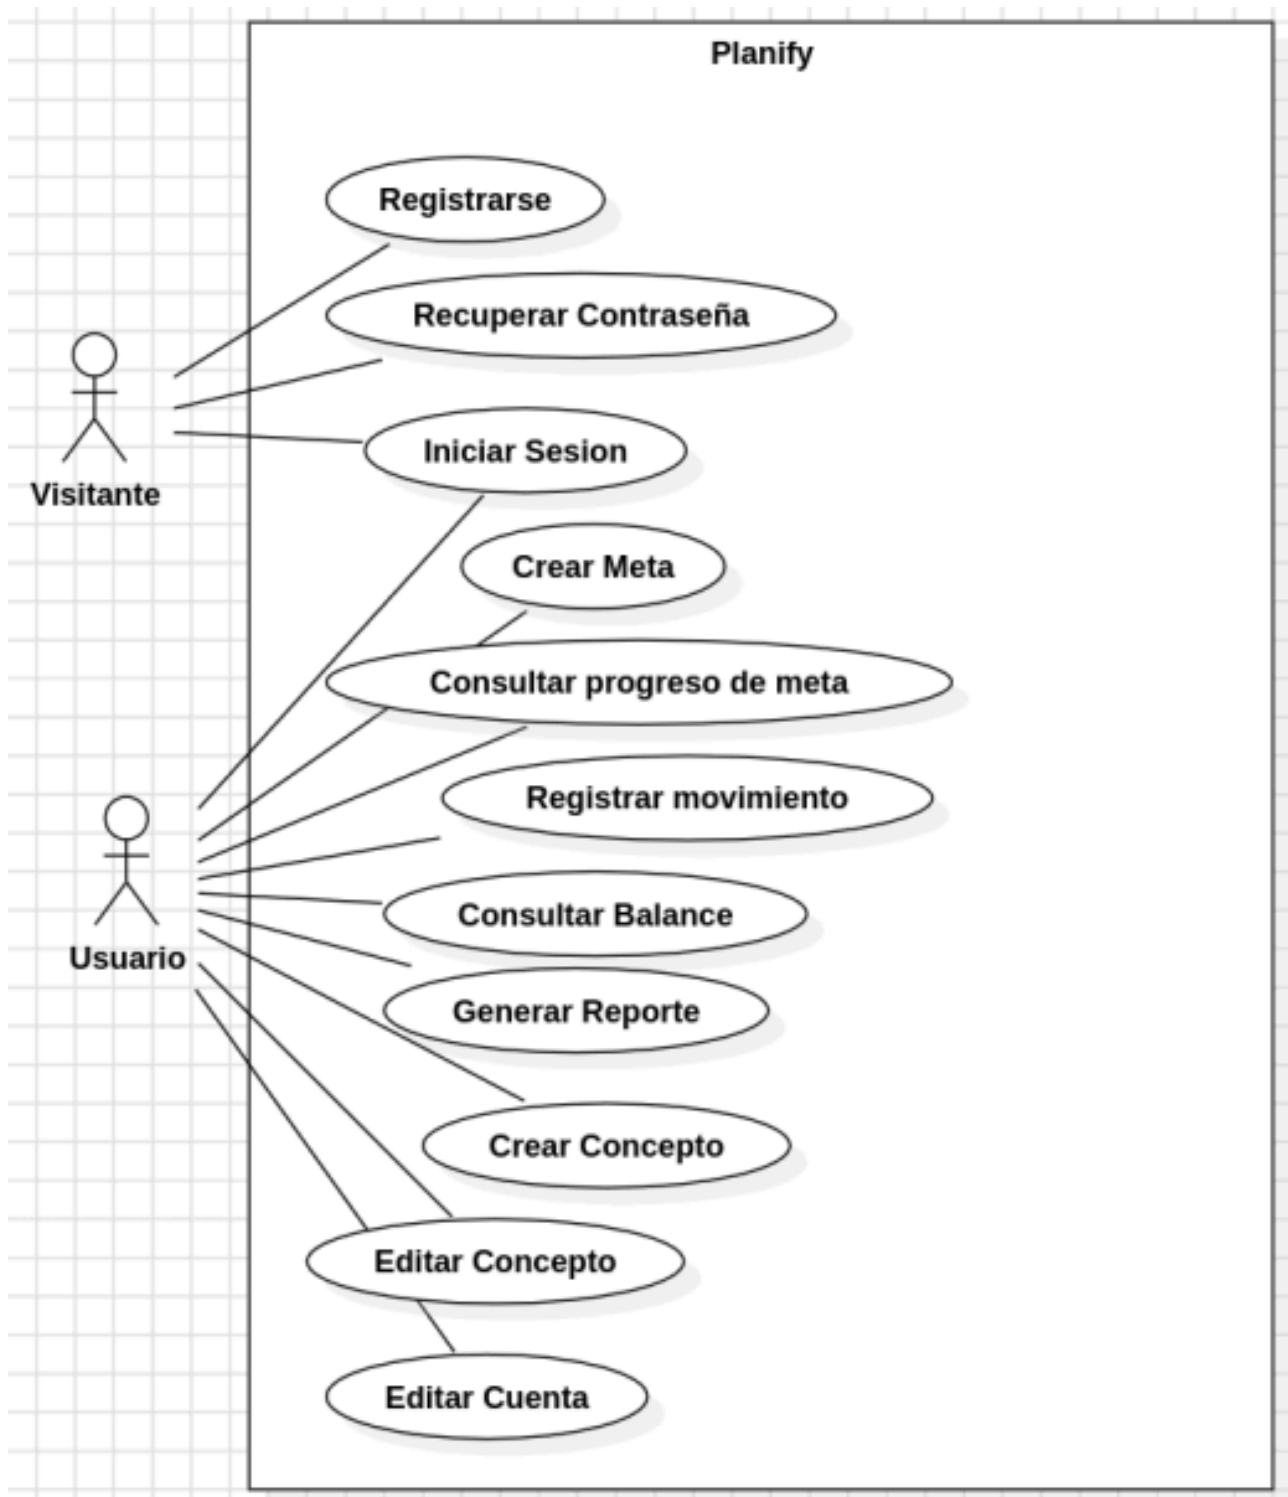 Planify
Registrarse
Recuperar Contraseña
Iniciar Sesion
Visitante
Crear Meta
Consultar progreso de meta
Registrar movimiento
Consultar Balance
Usuario
Generar Reporte
Crear Concepto
Editar Concepto
Editar Cuenta